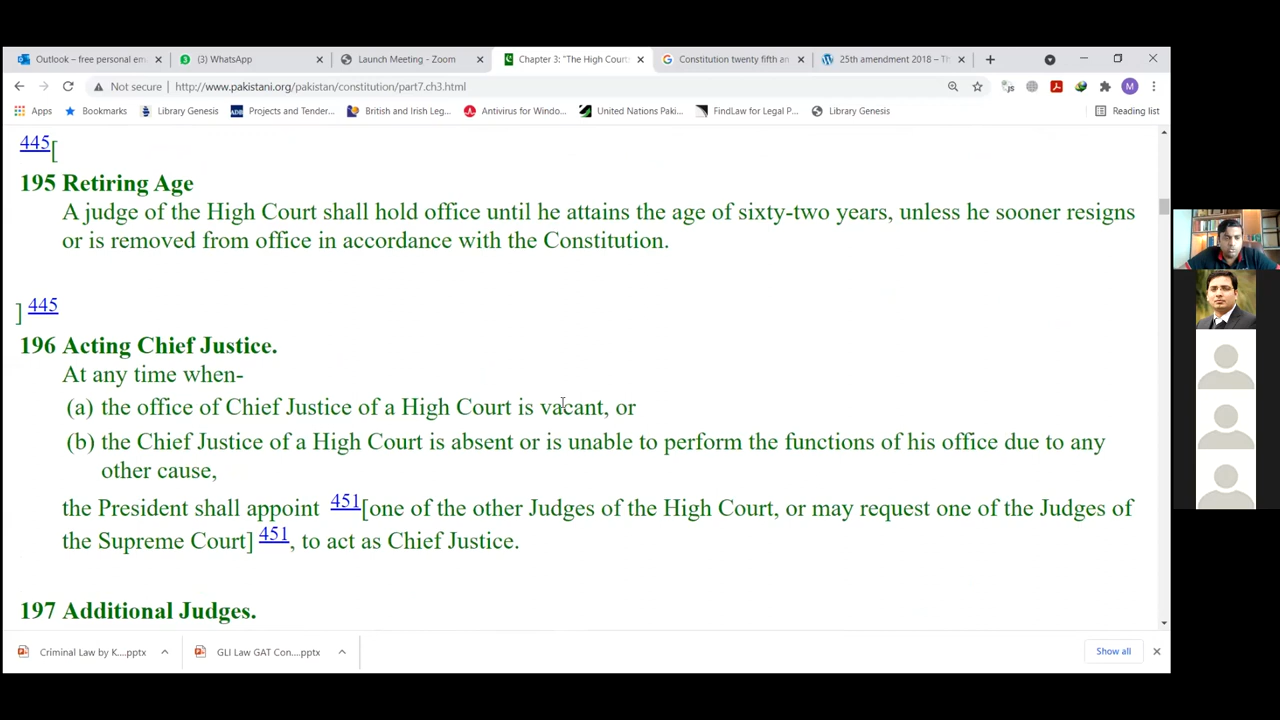 Outlook – free personal em
(3) WhatsApp
Launch Meeting - Zoom
Chapter 3: "The High Court
Constitution twenty fifth an
25th amendment 2018 – Th
Not secure
http://www.pakistani.org/pakistan/constitution/part7.ch3.html
M
Apps
Bookmarks
Library Genesis
ADB
Projects and Tender...
British and Irish Leg...
Antivirus for Windo...
United Nations Paki...
FindLaw for Legal P...
Library Genesis
Reading list
445[
195 Retiring Age
A judge of the High Court shall hold office until he attains the age of sixty-two years, unless he sooner resigns
or is removed from office in accordance with the Constitution.
] 445
196 Acting Chief Justice.
At any time when-
(a) the office of Chief Justice of a High Court is vacant, or
(b) the Chief Justice of a High Court is absent or is unable to perform the functions of his office due to any
other cause,
the President shall appoint 451[one of the other Judges of the High Court, or may request one of the Judges of
the Supreme Court] 451, to act as Chief Justice.
197 Additional Judges.
Criminal Law by K....pptx
GLI Law GAT Con....pptx
Show all